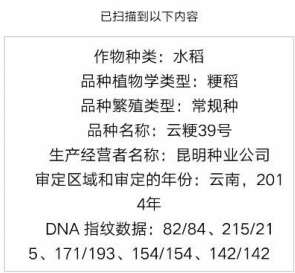 已扫描到以下内容
作物种类：水稻
品种植物学类型：粳稻
品种繁殖类型：常规种
品种名称：云粳39号
生产经营者名称：昆明种业公司
审定区域和审定的年份：云南，201
4年
DNA 指纹数据：82/84、215/21
5、171/193、154/154、142/142